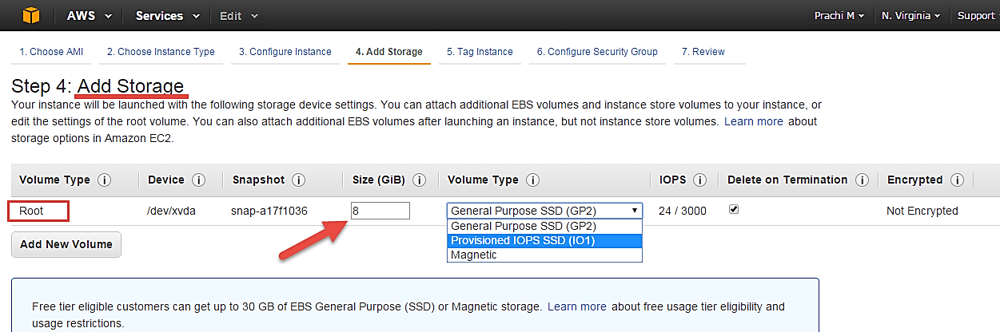 AWS Services Edit Prachi M N. Virginia Support
1. Choose AMI 2. Choose Instance Type 3. Configure Instance 4. Add Storage 5. Tag Instance 6. Configure Security Group 7. Review
Step 4: Add Storage
Your instance will be launched with the following storage device settings. You can attach additional EBS volumes and instance store volumes to your instance, or
edit the settings of the root volume. You can also attach additional EBS volumes after launching an instance, but not instance store volumes. Learn more about
storage options in Amazon EC2.
Volume Type i Device i Snapshot i Size (GiB) i Volume Type i IOPS i Delete on Termination i Encrypted i
Root /dev/xvda snap-a17f1036 8 General Purpose SSD (GP2) 24 / 3000 Not Encrypted
General Purpose SSD (GP2)
Provisioned IOPS SSD (IO1)
Magnetic
Add New Volume
Free tier eligible customers can get up to 30 GB of EBS General Purpose (SSD) or Magnetic storage. Learn more about free usage tier eligibility and
usage restrictions.